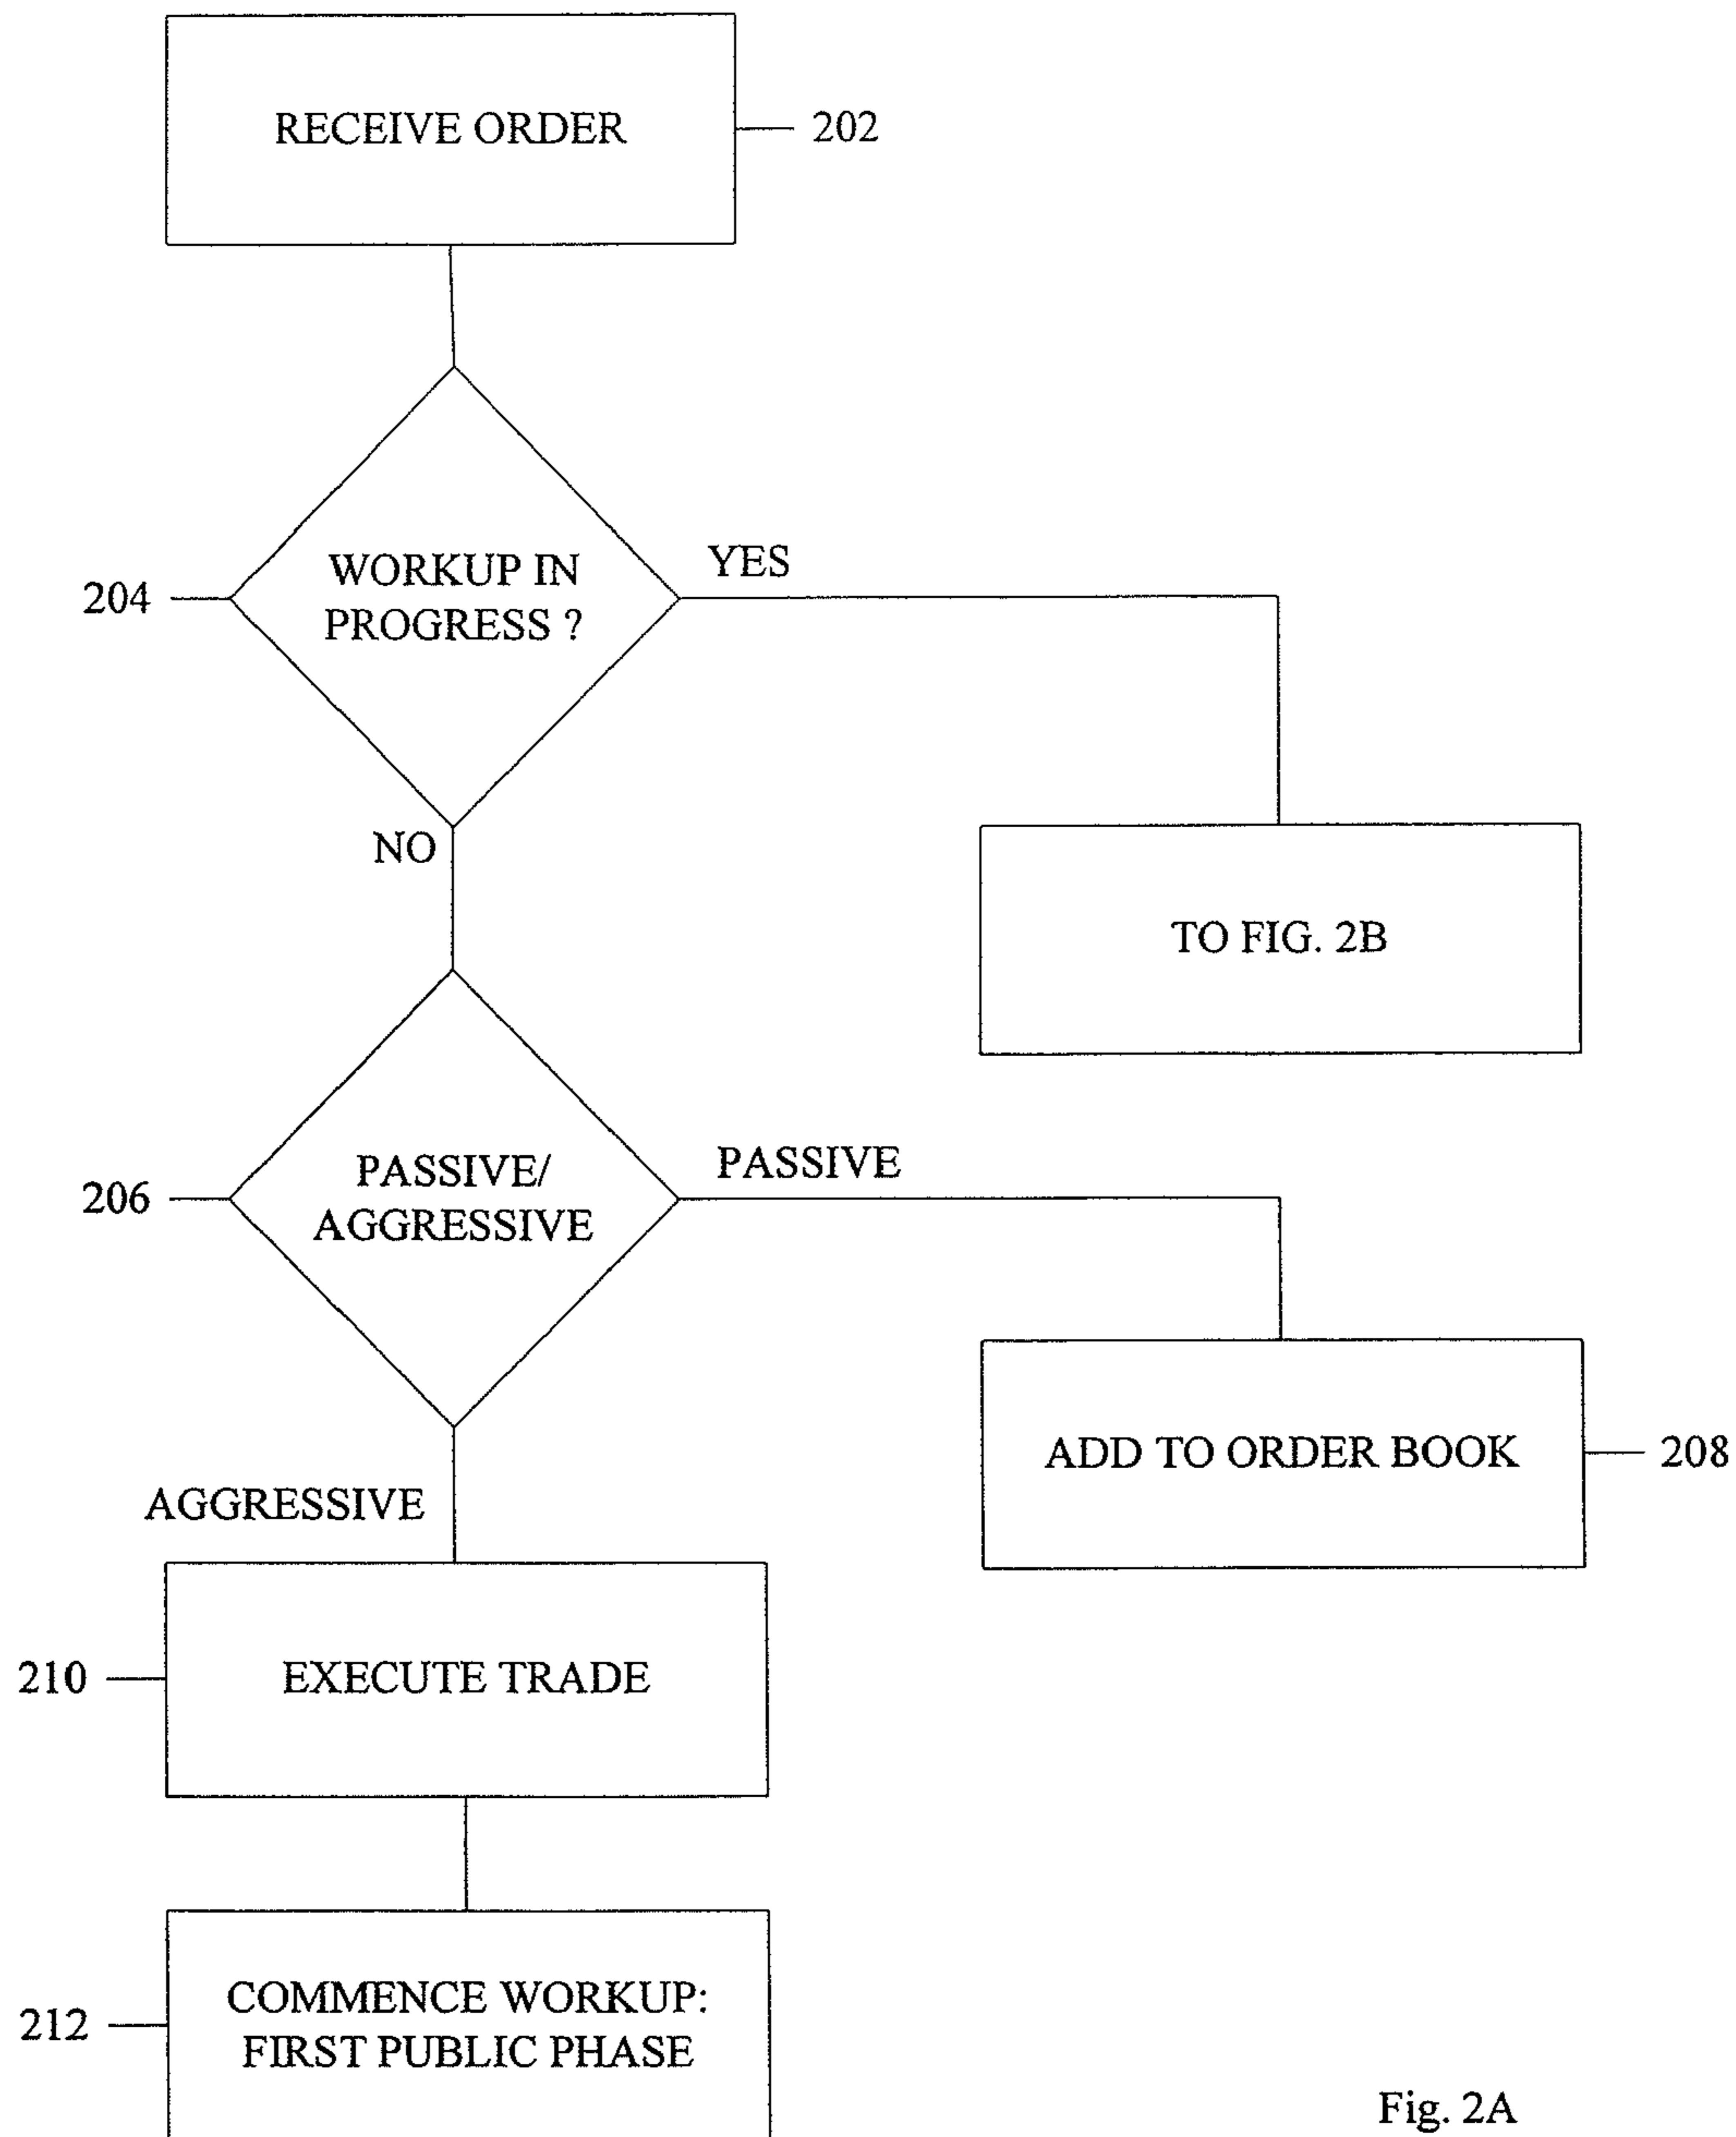 RECEIVE ORDER
202
204
WORKUP IN
PROGRESS ?
YES
NO
TO FIG. 2B
206
PASSIVE/
AGGRESSIVE
PASSIVE
ADD TO ORDER BOOK
208
AGGRESSIVE
210
EXECUTE TRADE
212
COMMENCE WORKUP:
FIRST PUBLIC PHASE
Fig. 2A